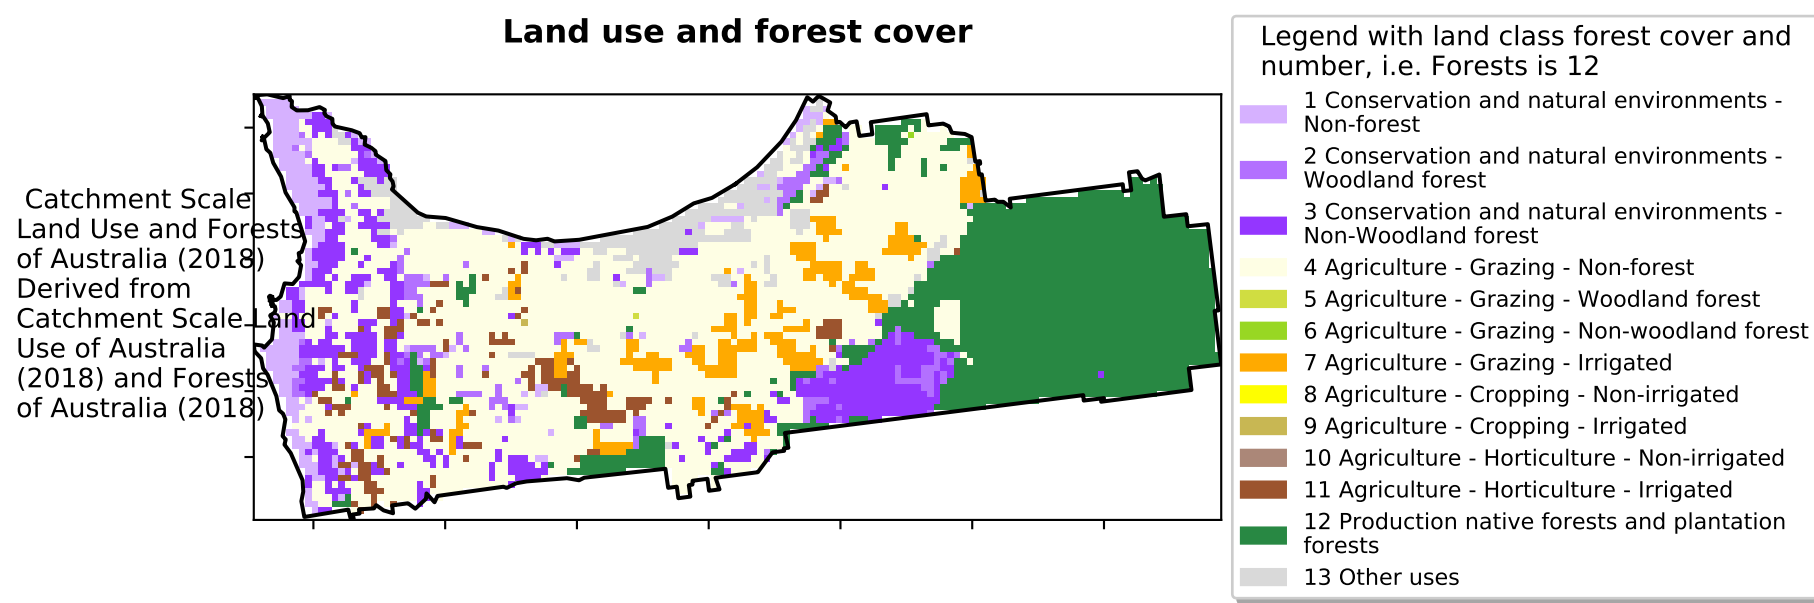 Land use and forest cover
Catchment Scale
Land Use and Forests
of Australia (2018)
Derived from
Catchment Scale Land
Use of Australia
(2018) and Forests
of Australia (2018)
Legend with land class forest cover and
number, i.e. Forests is 12
1 Conservation and natural environments -
Non-forest
2 Conservation and natural environments -
Woodland forest
3 Conservation and natural environments -
Non-Woodland forest
4 Agriculture - Grazing - Non-forest
5 Agriculture - Grazing - Woodland forest
6 Agriculture - Grazing - Non-woodland forest
7 Agriculture - Grazing - Irrigated
8 Agriculture - Cropping - Non-irrigated
9 Agriculture - Cropping - Irrigated
10 Agriculture - Horticulture - Non-irrigated
11 Agriculture - Horticulture - Irrigated
12 Production native forests and plantation
forests
13 Other uses